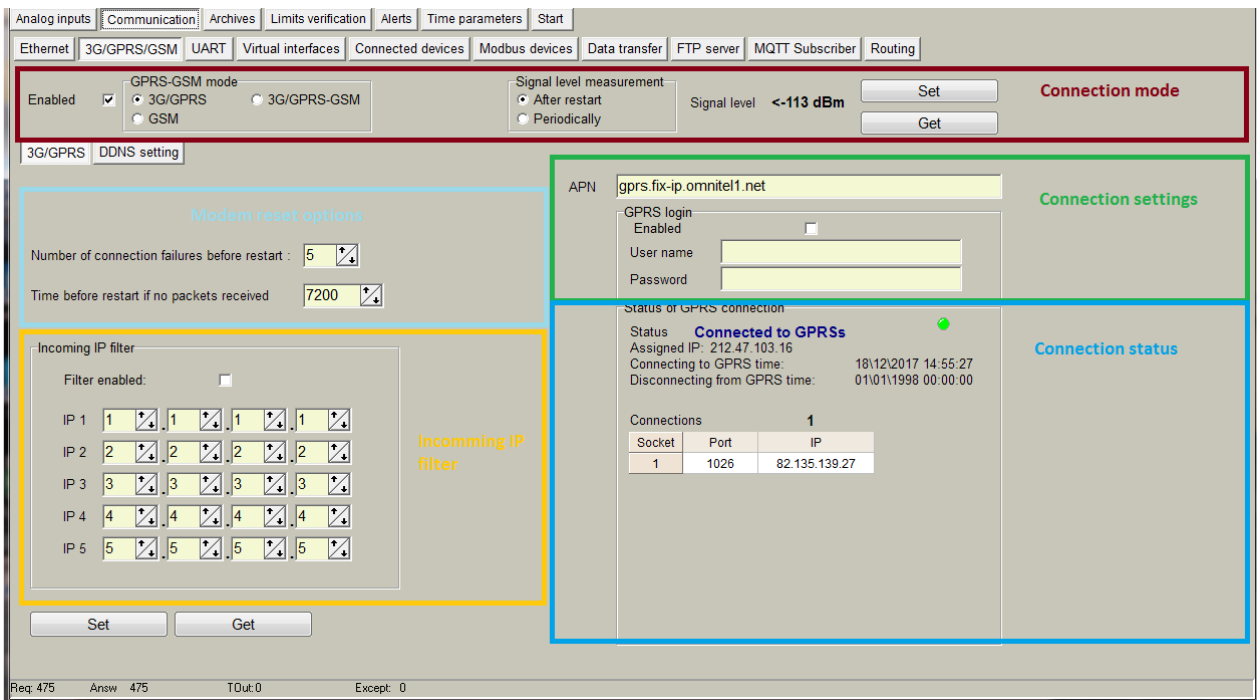 Analog inputs Communication Archives Limits verification Alerts Time parameters Start
Ethernet 3G/GPRS/GSM UART Virtual interfaces Connected devices Modbus devices Data transfer FTP server MQTT Subscriber Routing
Enabled
GPRS-GSM mode
3G/GPRS 3G/GPRS-GSM
GSM
Signal level measurement
After restart
Periodically
Signal level <-113 dBm
Set
Get
Connection mode
3G/GPRS DDNS setting
Modem reset options
Number of connection failures before restart : 5
Time before restart if no packets received 7200
APN gprs.fix-ip.omnitel1.net
GPRS login
Enabled
User name
Password
Connection settings
Incoming IP filter
Filter enabled:
IP 1 1 . 1 . 1 . 1
IP 2 2 . 2 . 2 . 2
IP 3 3 . 3 . 3 . 3
IP 4 4 . 4 . 4 . 4
IP 5 5 . 5 . 5 . 5
incomming IP
filter
Set Get
Status of GPRS connection
Status Connected to GPRSs
Assigned IP: 212.47.103.16
Connecting to GPRS time: 18\12\2017 14:55:27
Disconnecting from GPRS time: 01\01\1998 00:00:00
Connections 1
Socket Port IP
1 1026 82.135.139.27
Connection status
Req: 475 Answ 475 TOut:0 Except: 0